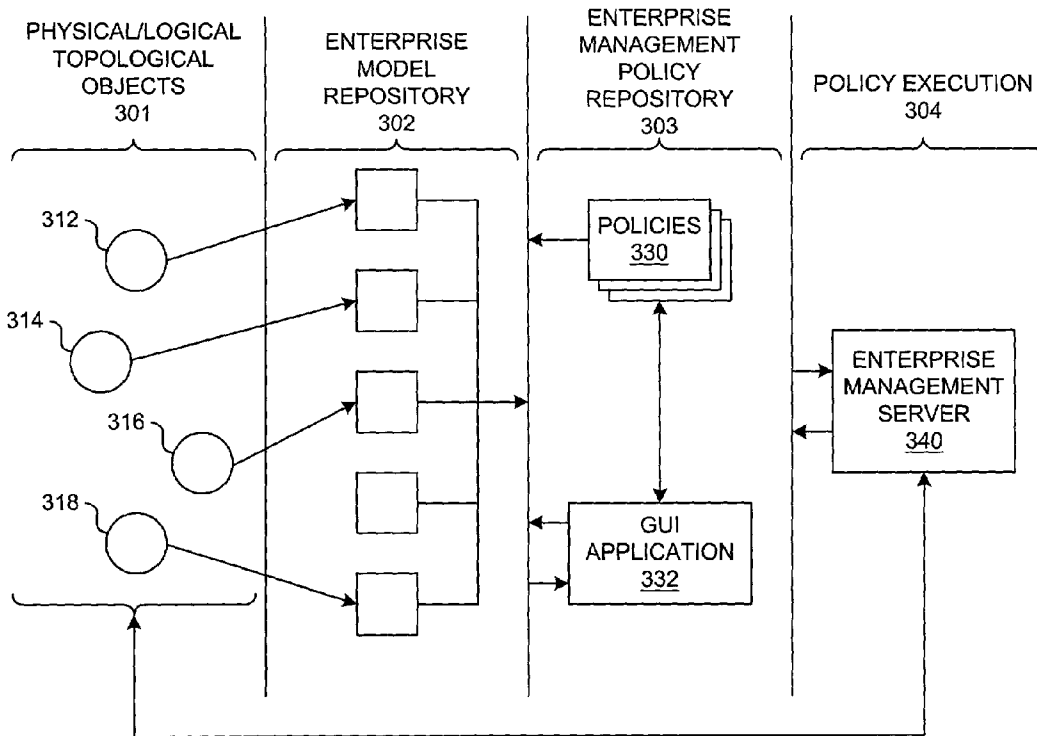 PHYSICAL/LOGICAL
TOPOLOGICAL
OBJECTS
301
ENTERPRISE
MODEL
REPOSITORY
302
ENTERPRISE
MANAGEMENT
POLICY
REPOSITORY
303
POLICY EXECUTION
304
312
314
316
318
POLICIES
330
GUI
APPLICATION
332
ENTERPRISE
MANAGEMENT
SERVER
340